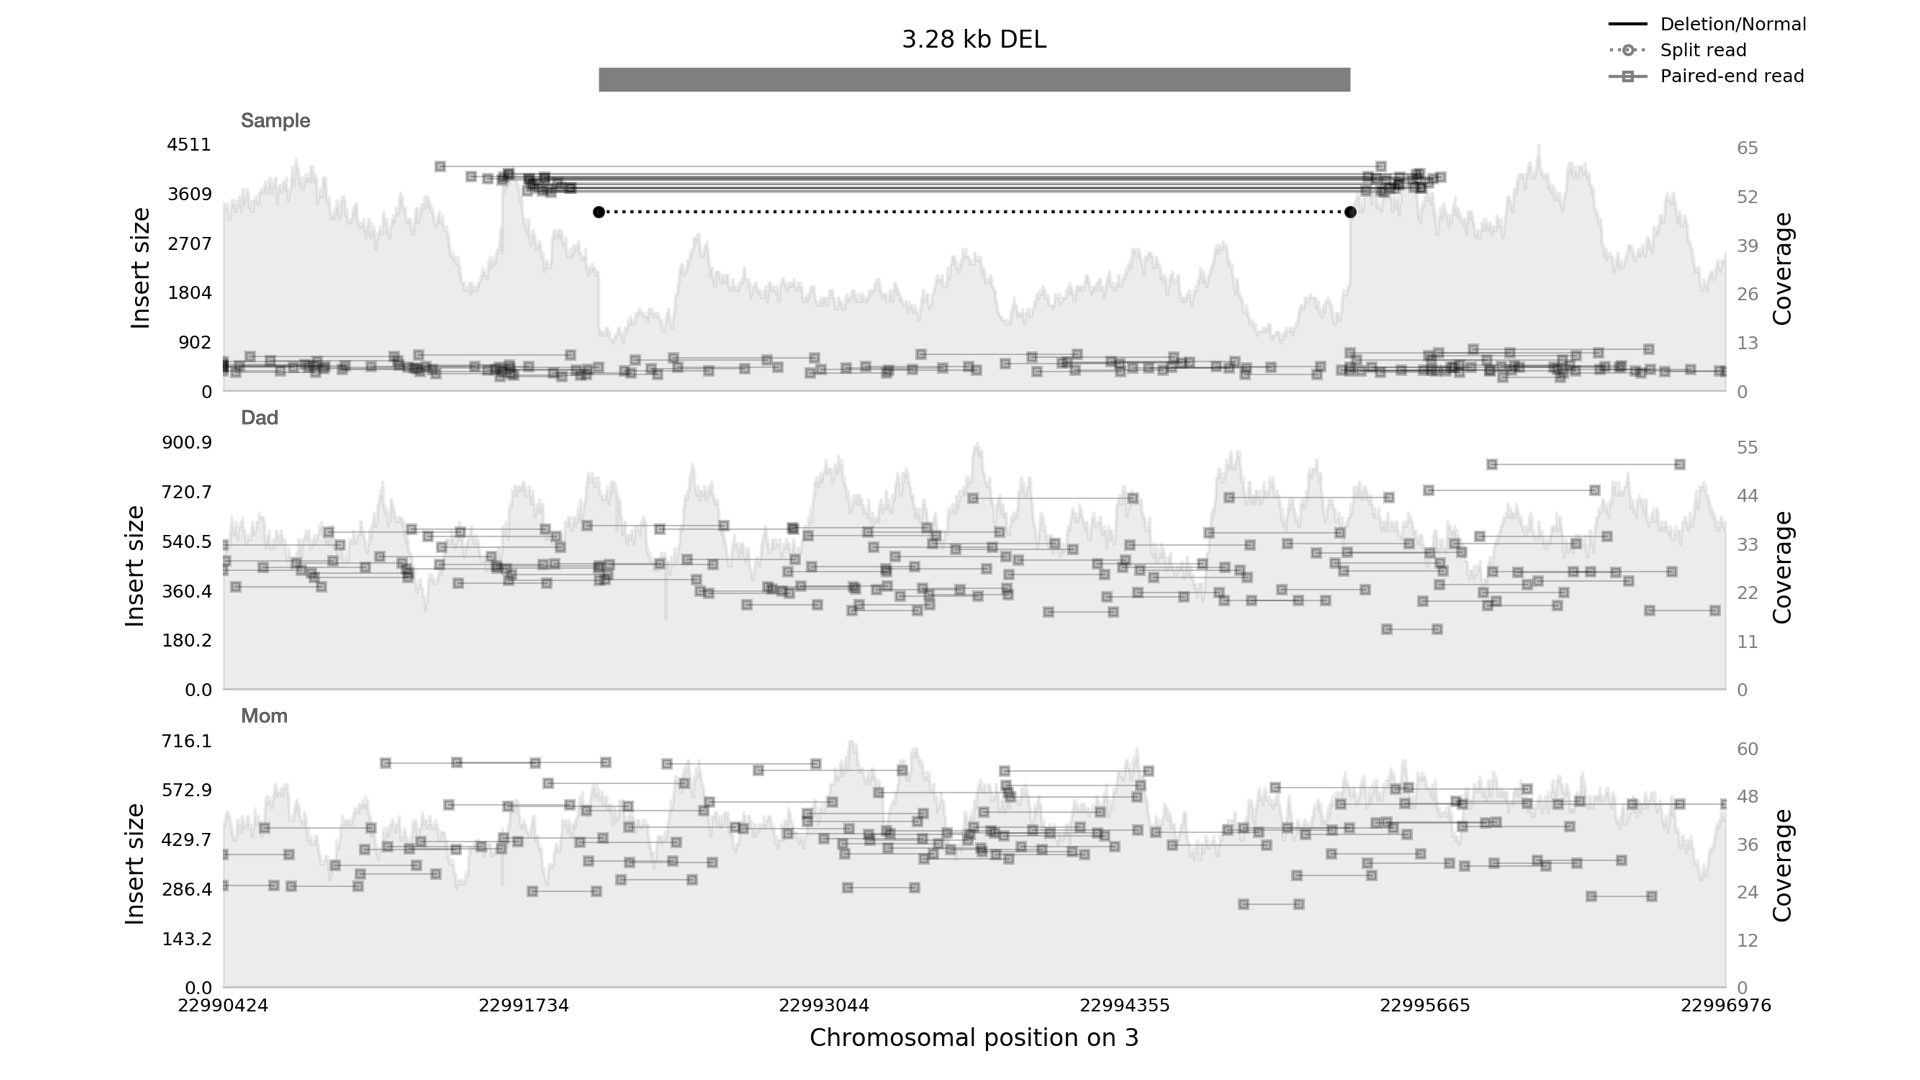 3.28 kb DEL
Deletion/Normal
Split read
Paired-end read
Sample
4511
3609
2707
1804
902
0
Insert size
65
52
39
26
13
0
Coverage
Dad
900.9
720.7
540.5
360.4
180.2
0.0
Insert size
55
44
33
22
11
0
Coverage
Mom
716.1
572.9
429.7
286.4
143.2
0.0
Insert size
60
48
36
24
12
0
Coverage
22990424 22991734 22993044 22994355 22995665 22996976
Chromosomal position on 3